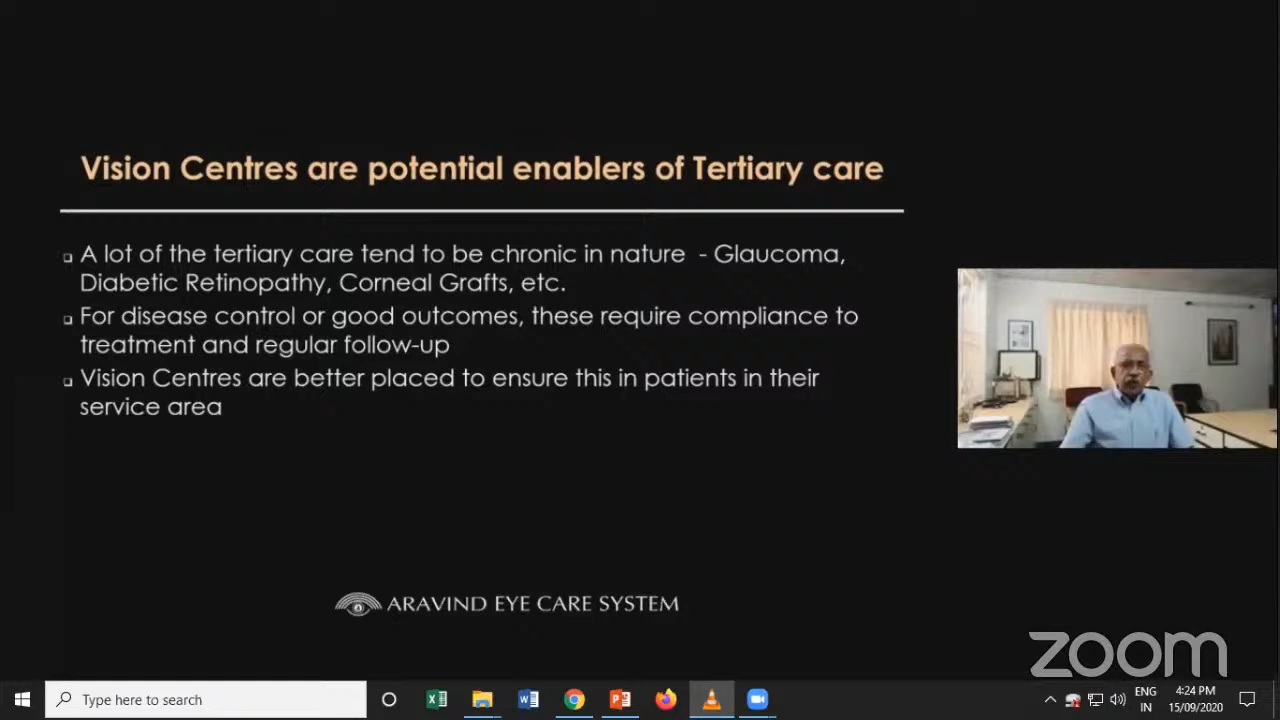 Vision Centres are potential enablers of Tertiary care
A lot of the tertiary care tend to be chronic in nature - Glaucoma,
Diabetic Retinopathy, Corneal Grafts, etc.
For disease control or good outcomes, these require compliance to
treatment and regular follow-up
Vision Centres are better placed to ensure this in patients in their
service area
ARAVIND EYE CARE SYSTEM
zoom
Type here to search
ENG
IN
4:24 PM
15/09/2020